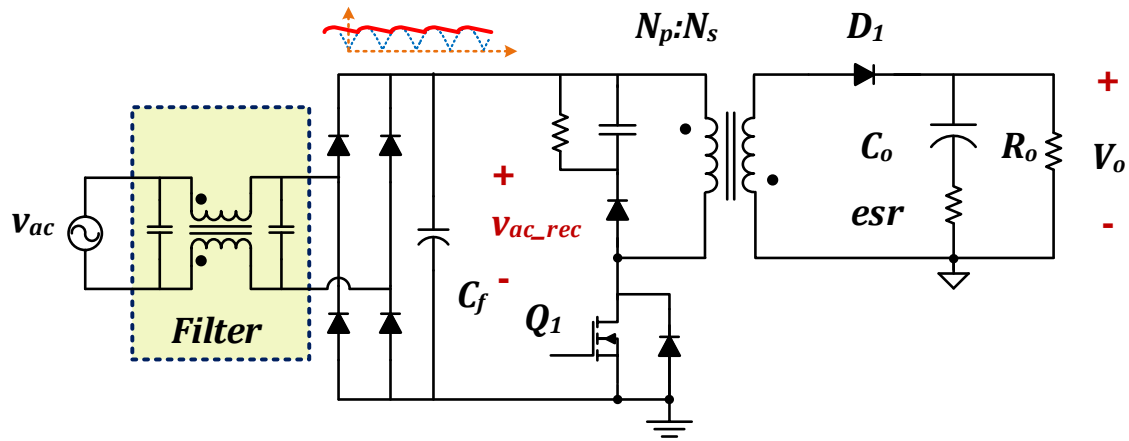 Np:Ns
D1
+
vac
Filter
Cf
+
vac_rec
-
Q1
Co
esr
Ro
+
Vo
-